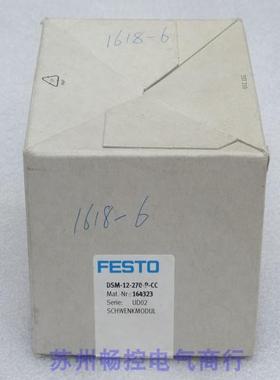 1618-6
1618-6
FESTO
DSM-12-270-P-CC
Mat.-Nr.: 164323
Serie: UD02
SCHWENKMODUL
苏州杨控电气商行